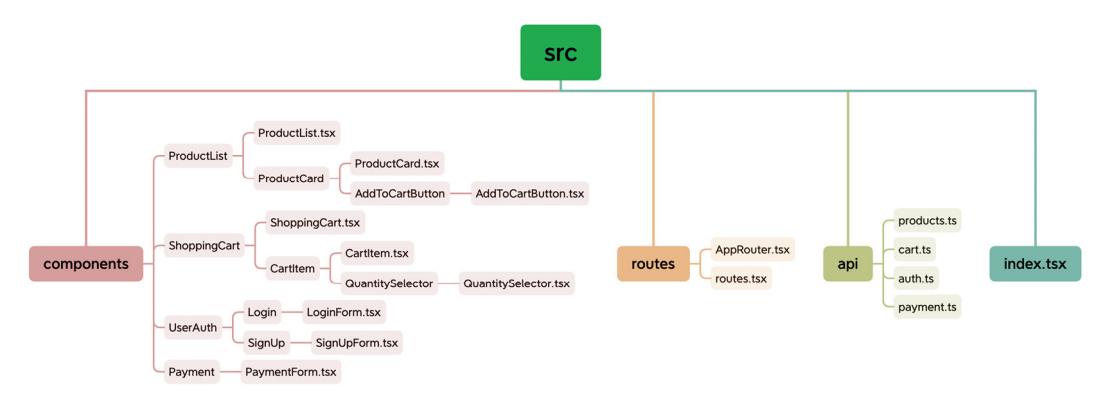 src
components
ProductList
ProductList.tsx
ProductCard
ProductCard.tsx
AddToCartButton
AddToCartButton.tsx
ShoppingCart
ShoppingCart.tsx
CartItem
CartItem.tsx
QuantitySelector
QuantitySelector.tsx
UserAuth
Login
LoginForm.tsx
SignUp
SignUpForm.tsx
Payment
PaymentForm.tsx
routes
AppRouter.tsx
routes.tsx
api
products.ts
cart.ts
auth.ts
payment.ts
index.tsx